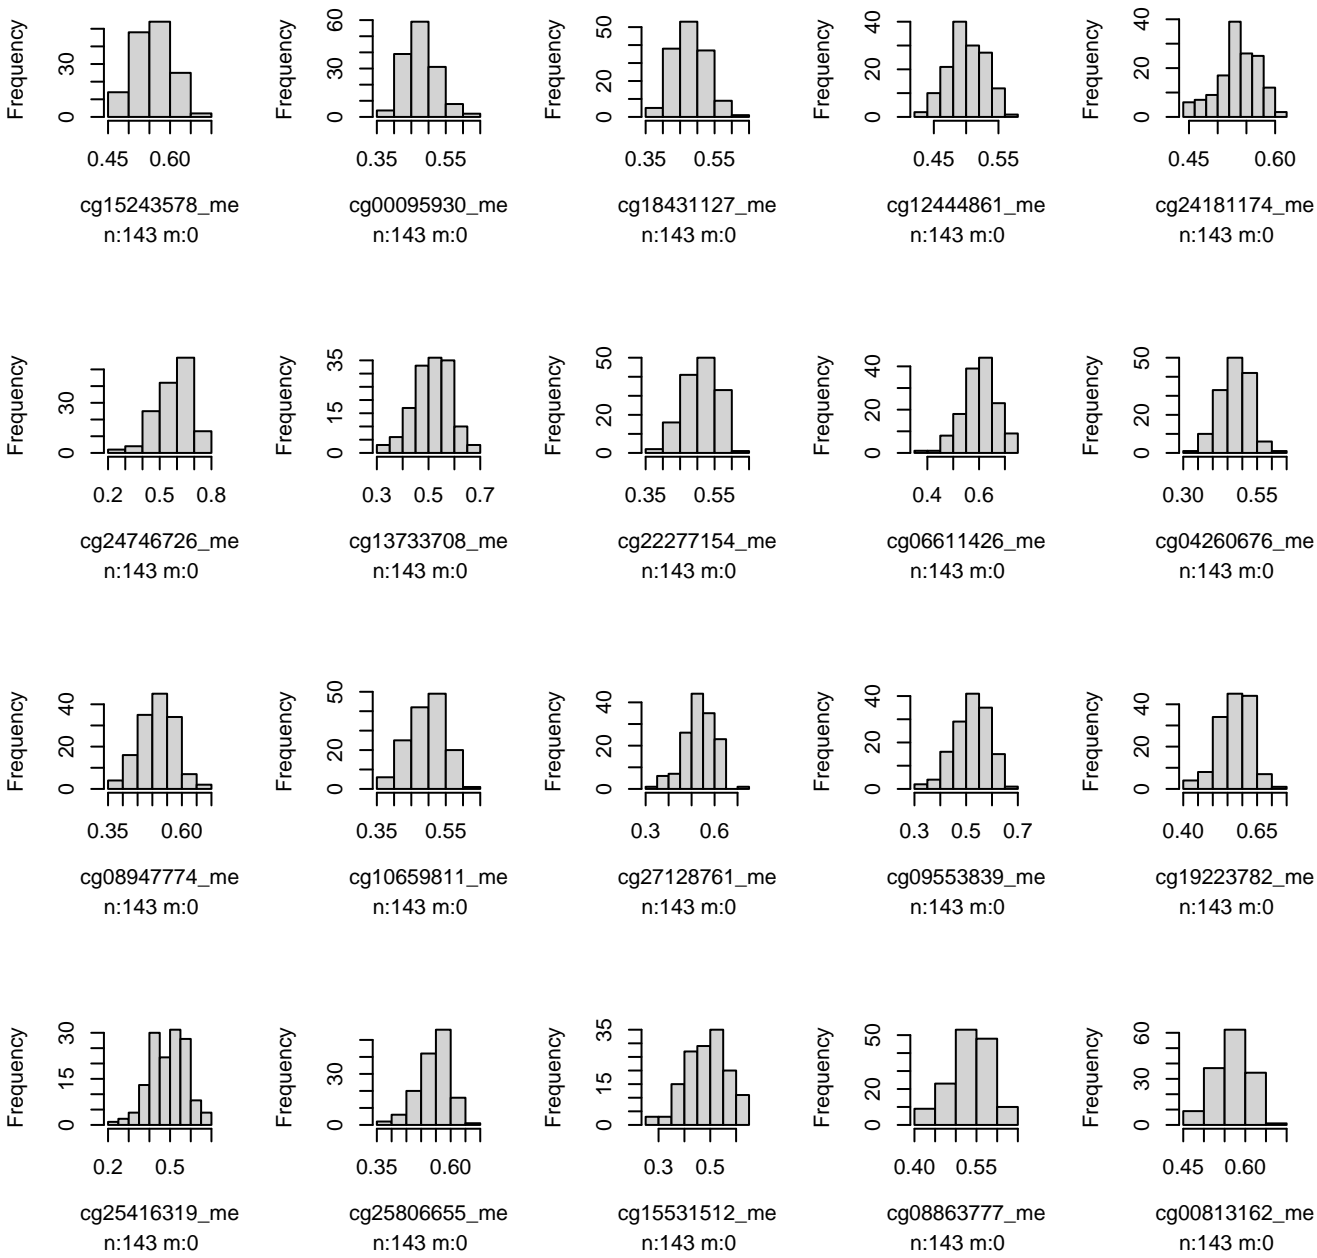 Frequency
0 30
0.45 0.60
cg15243578_me
n:143 m:0
Frequency
0 30 60
0.35 0.55
cg00095930_me
n:143 m:0
Frequency
0 20 50
0.35 0.55
cg18431127_me
n:143 m:0
Frequency
0 20 40
0.45 0.55
cg12444861_me
n:143 m:0
Frequency
0 20 40
0.45 0.60
cg24181174_me
n:143 m:0
Frequency
0 30
0.2 0.5 0.8
cg24746726_me
n:143 m:0
Frequency
0 15 35
0.3 0.5 0.7
cg13733708_me
n:143 m:0
Frequency
0 20 50
0.35 0.55
cg22277154_me
n:143 m:0
Frequency
0 20 40
0.4 0.6
cg06611426_me
n:143 m:0
Frequency
0 20 50
0.30 0.55
cg04260676_me
n:143 m:0
Frequency
0 20 40
0.35 0.60
cg08947774_me
n:143 m:0
Frequency
0 20 50
0.35 0.55
cg10659811_me
n:143 m:0
Frequency
0 20 40
0.3 0.6
cg27128761_me
n:143 m:0
Frequency
0 20 40
0.3 0.5 0.7
cg09553839_me
n:143 m:0
Frequency
0 20 40
0.40 0.65
cg19223782_me
n:143 m:0
Frequency
0 15 30
0.2 0.5
cg25416319_me
n:143 m:0
Frequency
0 30
0.35 0.60
cg25806655_me
n:143 m:0
Frequency
0 15 35
0.3 0.5
cg15531512_me
n:143 m:0
Frequency
0 20 50
0.40 0.55
cg08863777_me
n:143 m:0
Frequency
0 30 60
0.45 0.60
cg00813162_me
n:143 m:0